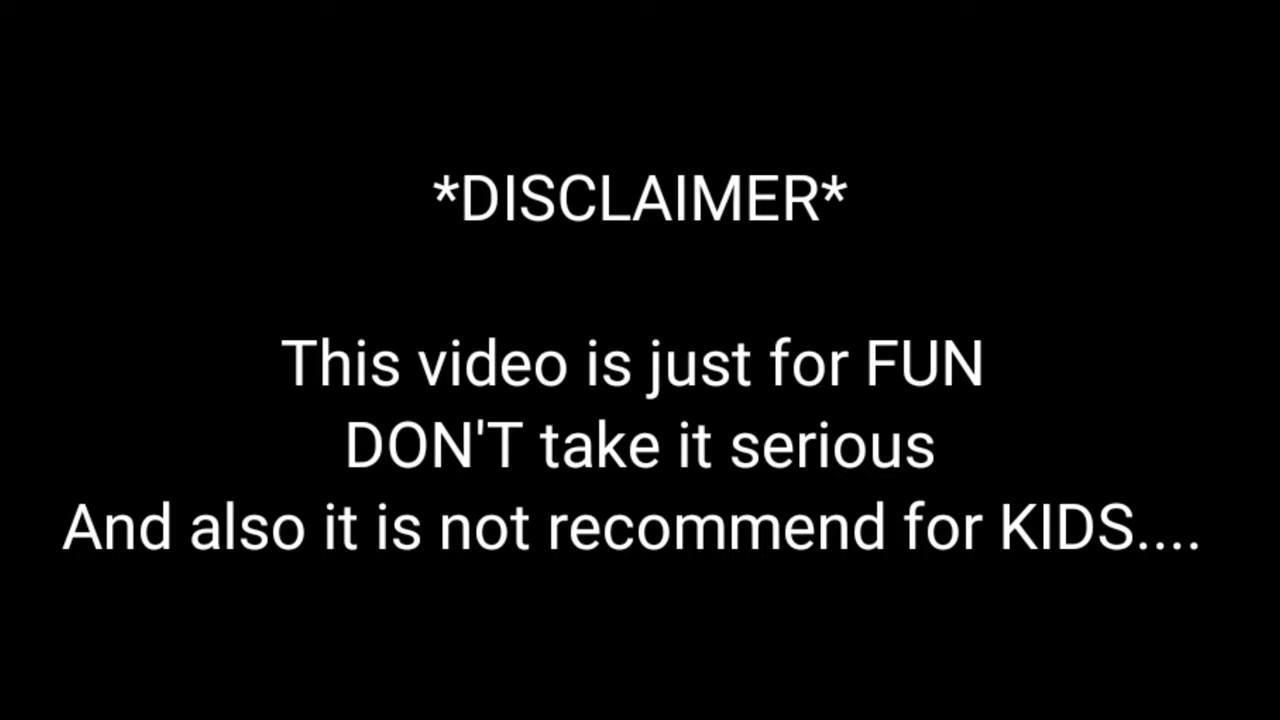 *DISCLAIMER*
This video is just for FUN
DON'T take it serious
And also it is not recommend for KIDS....